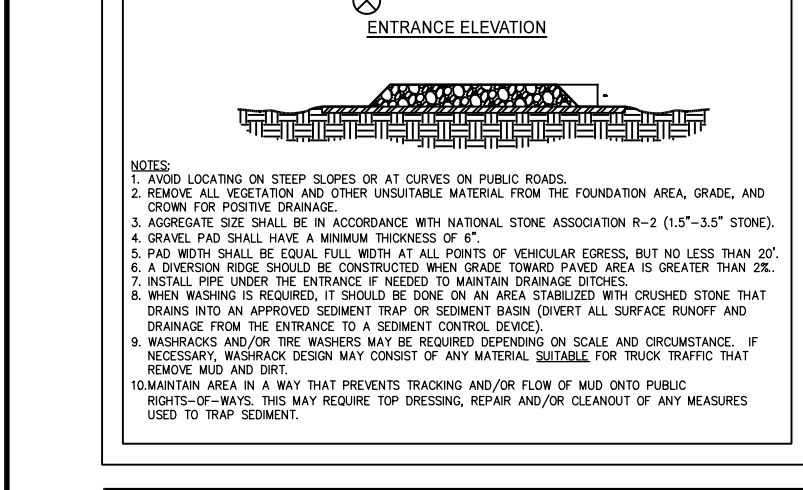 ENTRANCE ELEVATION
NOTES:
1. AVOID LOCATING ON STEEP SLOPES OR AT CURVES ON PUBLIC ROADS.
2. REMOVE ALL VEGETATION AND OTHER UNSUITABLE MATERIAL FROM THE FOUNDATION AREA, GRADE, AND
CROWN FOR POSITIVE DRAINAGE.
3. AGGREGATE SIZE SHALL BE IN ACCORDANCE WITH NATIONAL STONE ASSOCIATION R-2 (1.5"-3.5" STONE).
4. GRAVEL PAD SHALL HAVE A MINIMUM THICKNESS OF 6".
5. PAD WIDTH SHALL BE EQUAL FULL WIDTH AT ALL POINTS OF VEHICULAR EGRESS, BUT NO LESS THAN 20'.
6. A DIVERSION RIDGE SHOULD BE CONSTRUCTED WHEN GRADE TOWARD PAVED AREA IS GREATER THAN 2%..
7. INSTALL PIPE UNDER THE ENTRANCE IF NEEDED TO MAINTAIN DRAINAGE DITCHES.
8. WHEN WASHING IS REQUIRED, IT SHOULD BE DONE ON AN AREA STABILIZED WITH CRUSHED STONE THAT
DRAINS INTO AN APPROVED SEDIMENT TRAP OR SEDIMENT BASIN (DIVERT ALL SURFACE RUNOFF AND
DRAINAGE FROM THE ENTRANCE TO A SEDIMENT CONTROL DEVICE).
9. WASHRACKS AND/OR TIRE WASHERS MAY BE REQUIRED DEPENDING ON SCALE AND CIRCUMSTANCE. IF
NECESSARY, WASHRACK DESIGN MAY CONSIST OF ANY MATERIAL SUITABLE FOR TRUCK TRAFFIC THAT
REMOVE MUD AND DIRT.
10.MAINTAIN AREA IN A WAY THAT PREVENTS TRACKING AND/OR FLOW OF MUD ONTO PUBLIC
RIGHTS-OF-WAYS. THIS MAY REQUIRE TOP DRESSING, REPAIR AND/OR CLEANOUT OF ANY MEASURES
USED TO TRAP SEDIMENT.